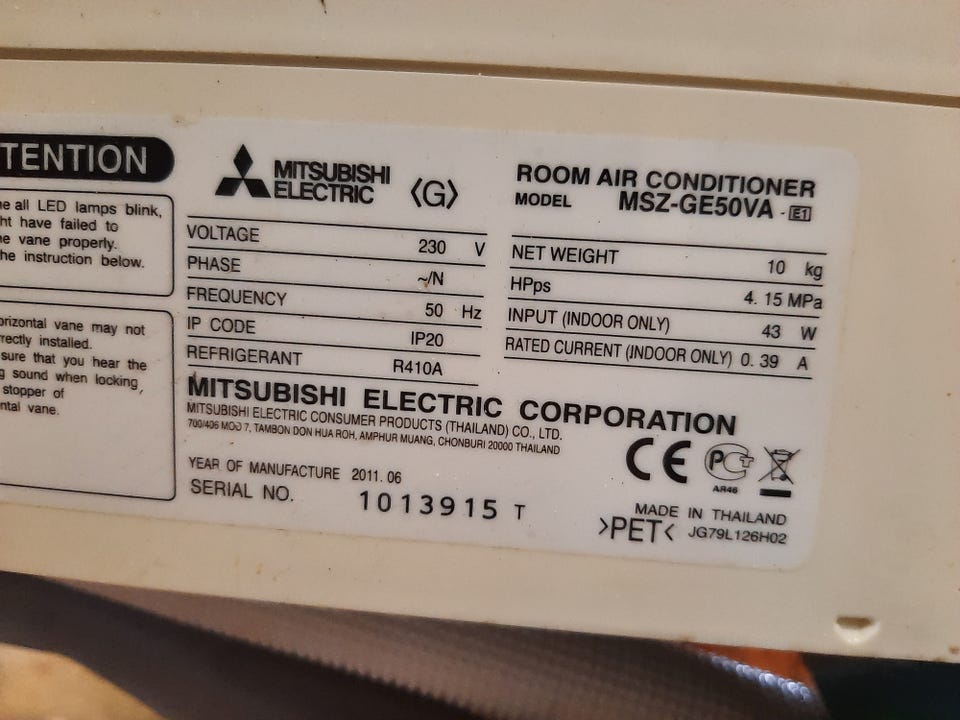 TENTION
e all LED lamps blink,
ht have failed to
e vane properly.
he instruction below.
orizontal vane may not
rectly installed.
sure that you hear the
g sound when locking,
stopper of
ntal vane.
MITSUBISHI
ELECTRIC
〈G〉
VOLTAGE 230 V
PHASE ~/N
FREQUENCY 50 Hz
IP CODE IP20
REFRIGERANT R410A
ROOM AIR CONDITIONER
MODEL MSZ-GE50VA - E1
NET WEIGHT 10 kg
HPps 4. 15 MPa
INPUT (INDOOR ONLY) 43 W
RATED CURRENT (INDOOR ONLY) 0. 39 A
MITSUBISHI ELECTRIC CORPORATION
MITSUBISHI ELECTRIC CONSUMER PRODUCTS (THAILAND) CO., LTD.
700/406 MOO 7, TAMBON DON HUA ROH, AMPHUR MUANG, CHONBURI 20000 THAILAND
YEAR OF MANUFACTURE 2011. 06
SERIAL NO. 1013915 T
CE
PCT
AR46
MADE IN THAILAND
>PET< JG79L126H02